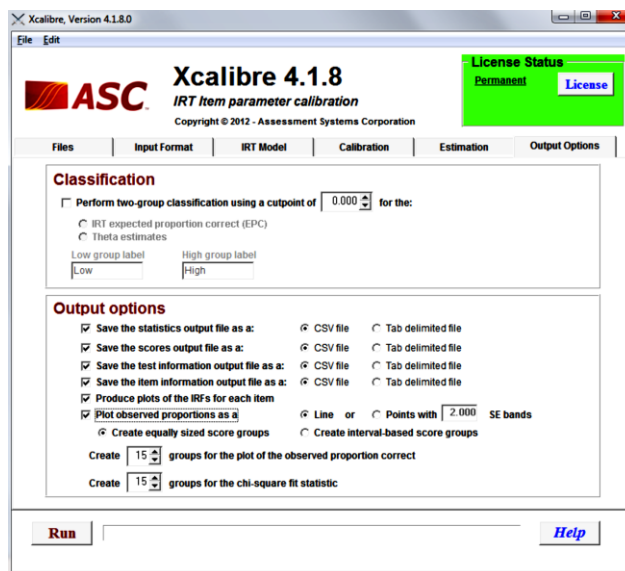 Xcalibre, Version 4.1.8.0
File Edit
ASC
Xcalibre 4.1.8
IRT Item parameter calibration
Copyright © 2012 - Assessment Systems Corporation
License Status
Permanent
License
Files Input Format IRT Model Calibration Estimation Output Options
Classification
Perform two-group classification using a cutpoint of 0.000 for the:
IRT expected proportion correct (EPC)
Theta estimates
Low group label High group label
Low High
Output options
Save the statistics output file as a: CSV file Tab delimited file
Save the scores output file as a: CSV file Tab delimited file
Save the test information output file as a: CSV file Tab delimited file
Save the item information output file as a: CSV file Tab delimited file
Produce plots of the IRFs for each item
Plot observed proportions as a Line or Points with 2.000 SE bands
Create equally sized score groups Create interval-based score groups
Create 15 groups for the plot of the observed proportion correct
Create 15 groups for the chi-square fit statistic
Run Help